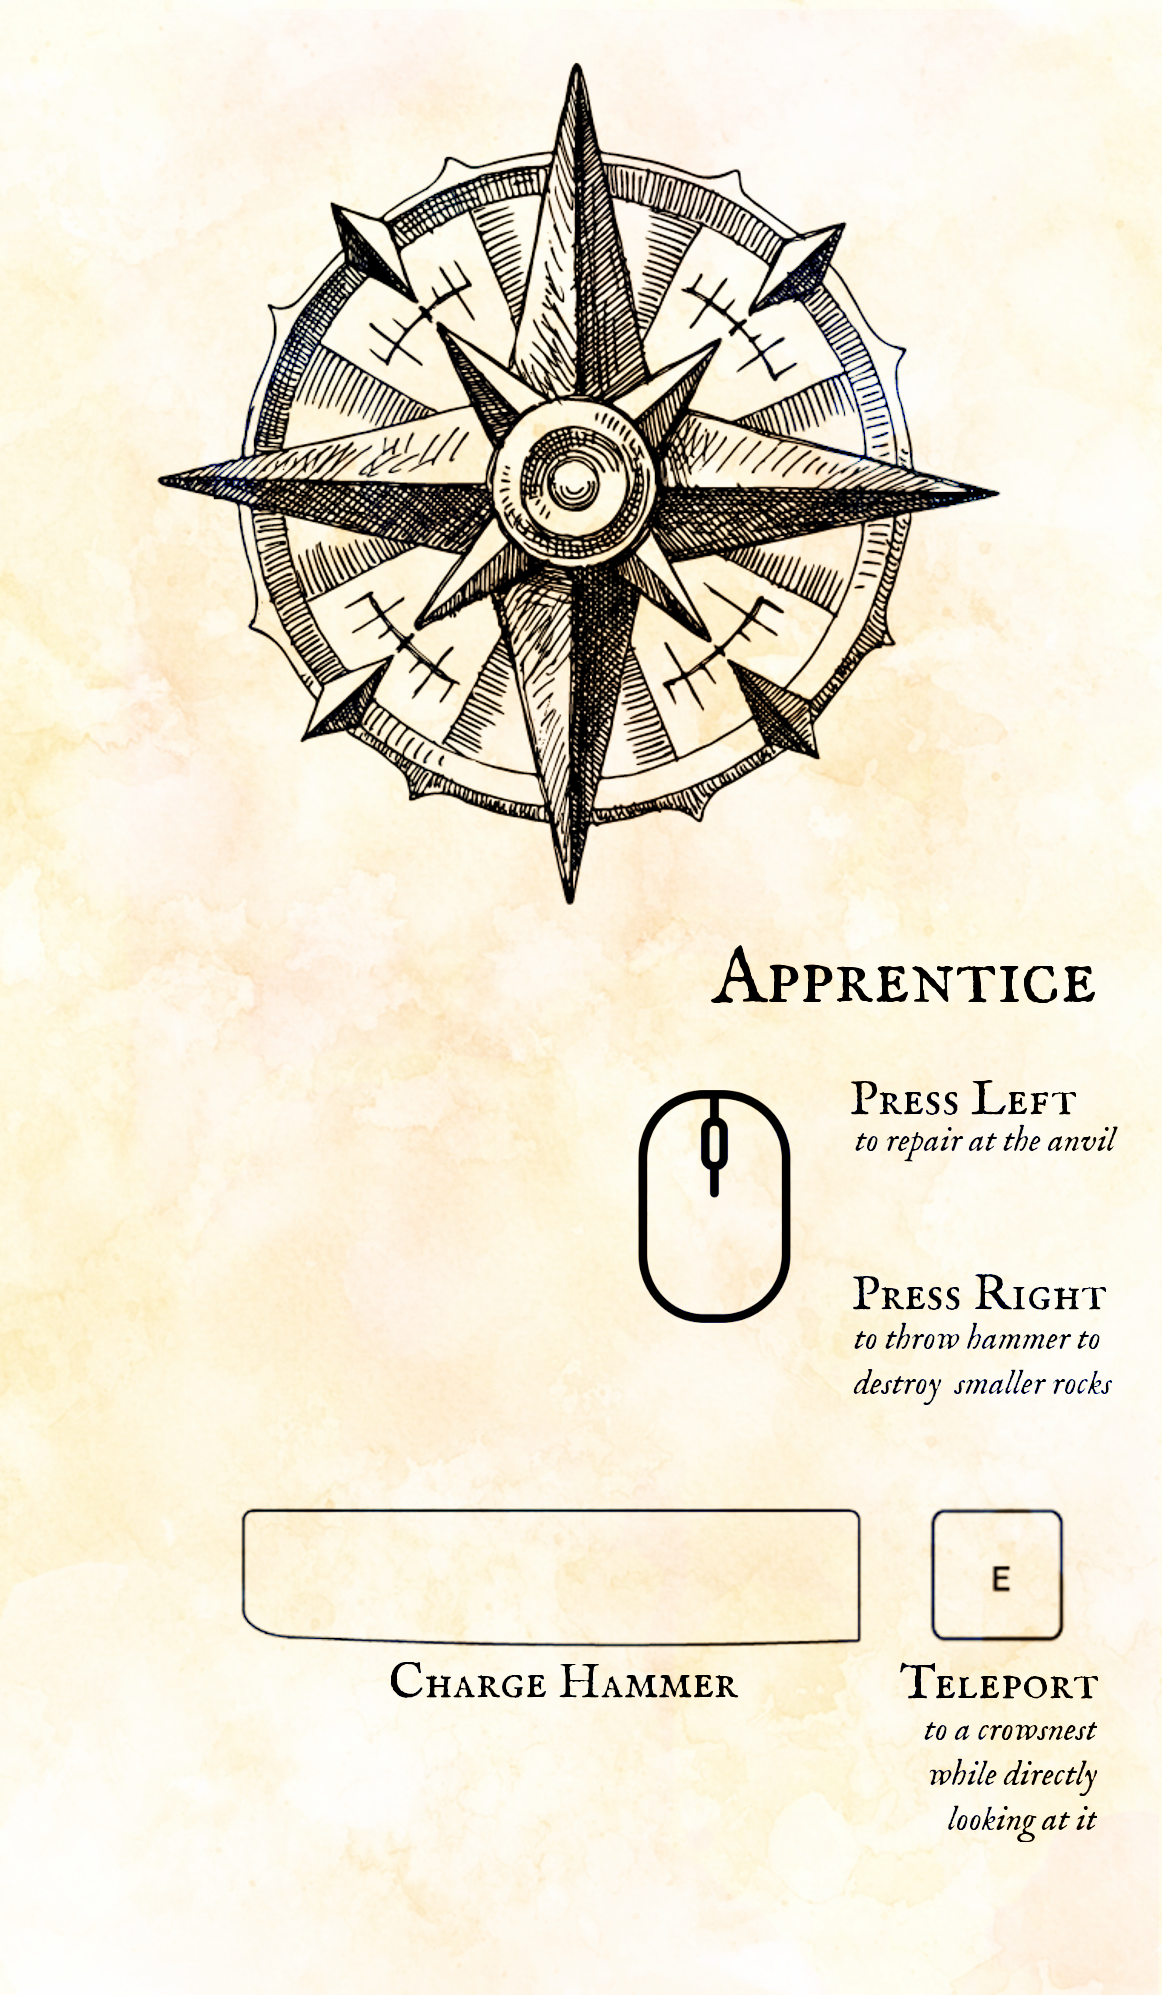 Apprentice
Press Left
to repair at the anvil
Press Right
to throw hammer to
destroy smaller rocks
E
Charge Hammer
Teleport
to a crowsnest
while directly
looking at it